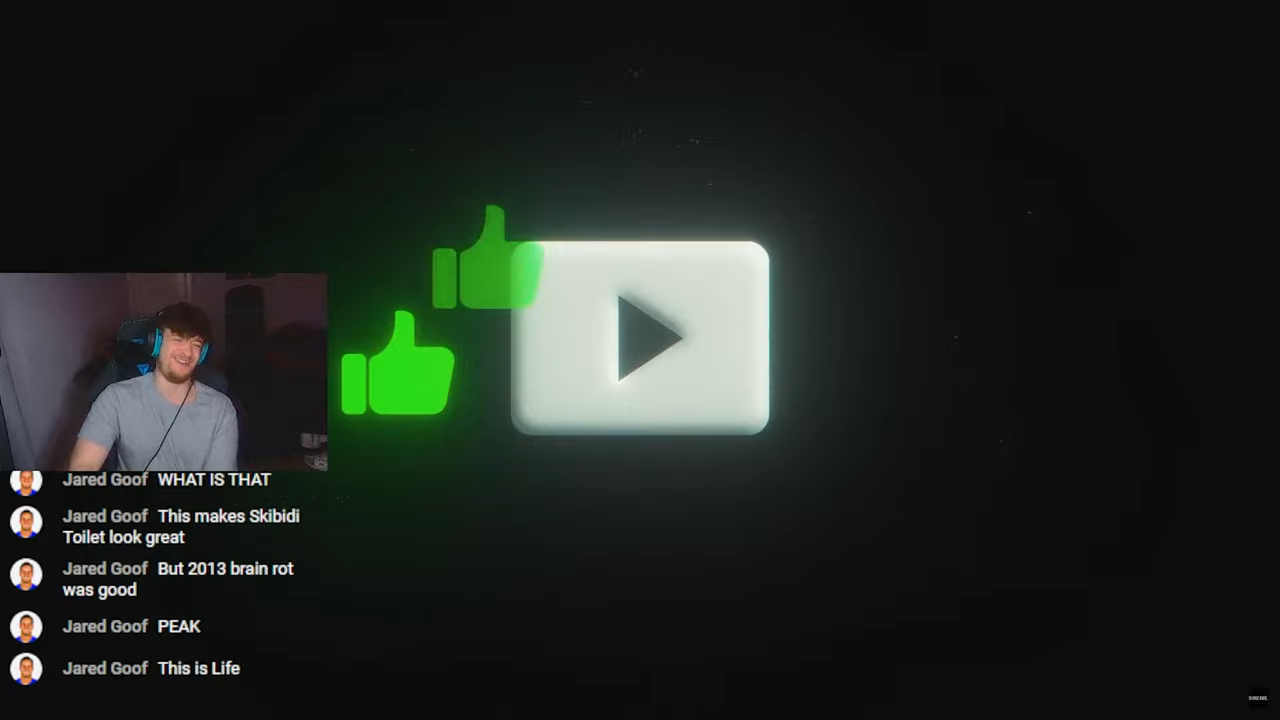 Jared Goof WHAT IS THAT
Jared Goof This makes Skibidi
Toilet look great
Jared Goof But 2013 brain rot
was good
Jared Goof PEAK
Jared Goof This is Life
SUBSCRIBE